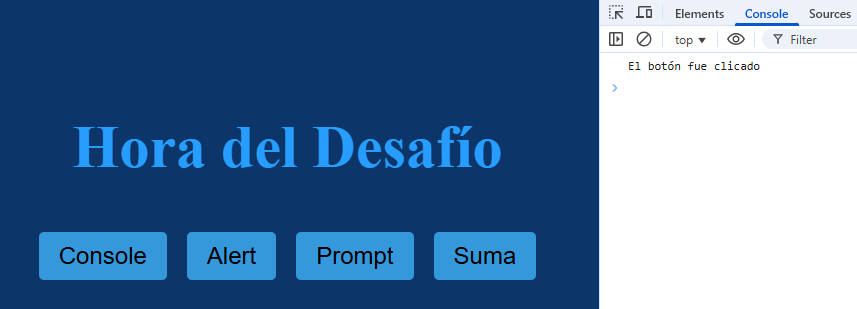 Hora del Desafío
Console Alert Prompt Suma
Elements Console Sources
top Filter
El botón fue clicado